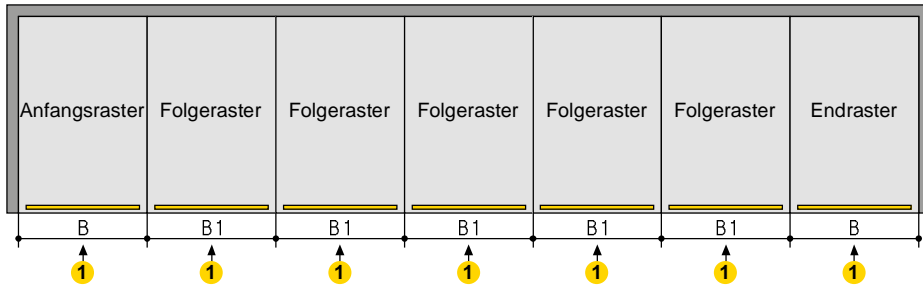 Anfangsraster Folgeraster Folgeraster Folgeraster Folgeraster Folgeraster Endraster
B B1 B1 B1 B1 B1 B
1 1 1 1 1 1 1